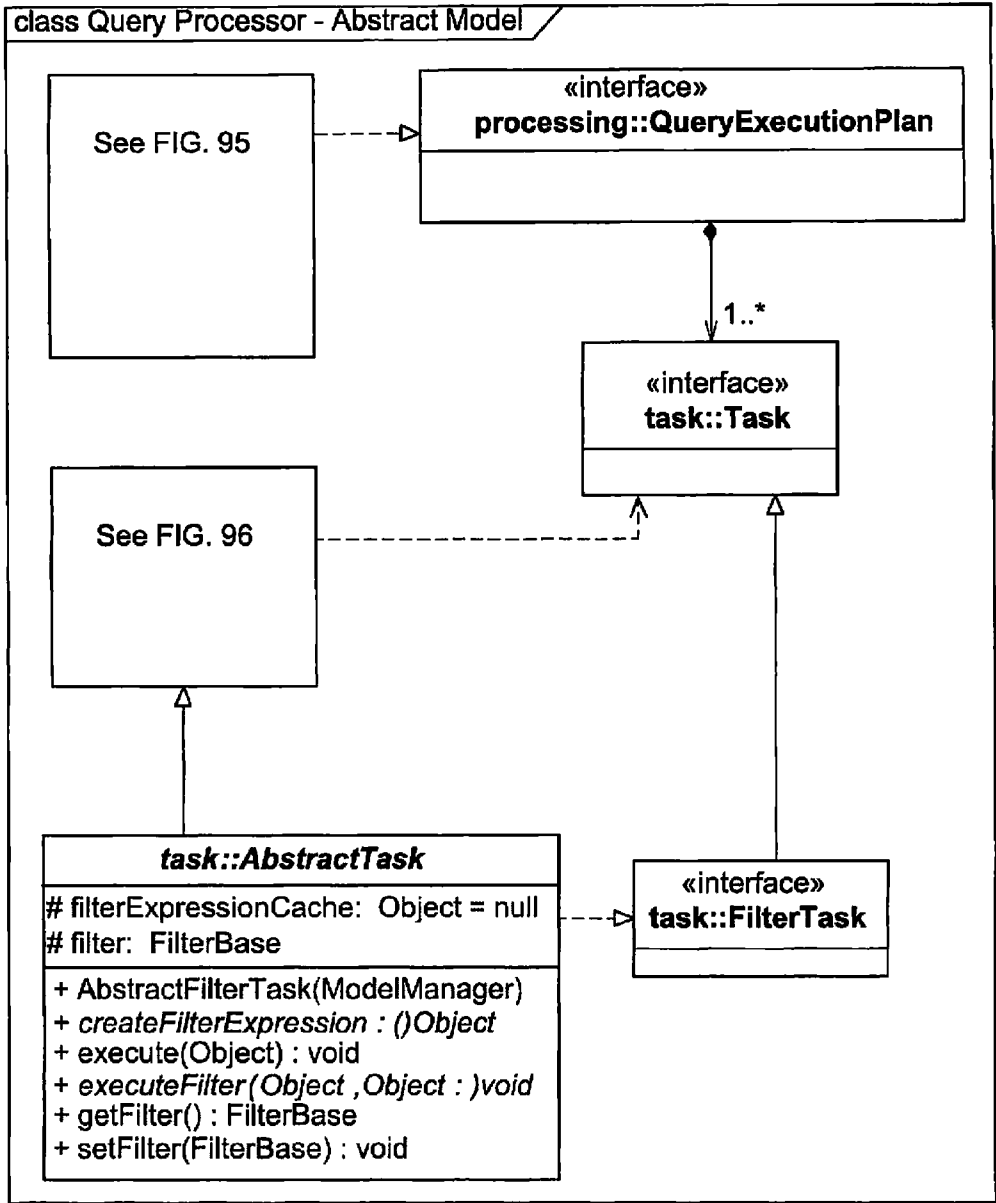 class Query Processor - Abstract Model
See FIG. 95
«interface»
processing::QueryExecutionPlan
1..*
«interface»
task::Task
See FIG. 96
task::AbstractTask
# filterExpressionCache: Object = null
# filter: FilterBase
+ AbstractFilterTask(ModelManager)
+ createFilterExpression : ()Object
+ execute(Object) : void
+ executeFilter(Object ,Object : )void
+ getFilter() : FilterBase
+ setFilter(FilterBase) : void
«interface»
task::FilterTask